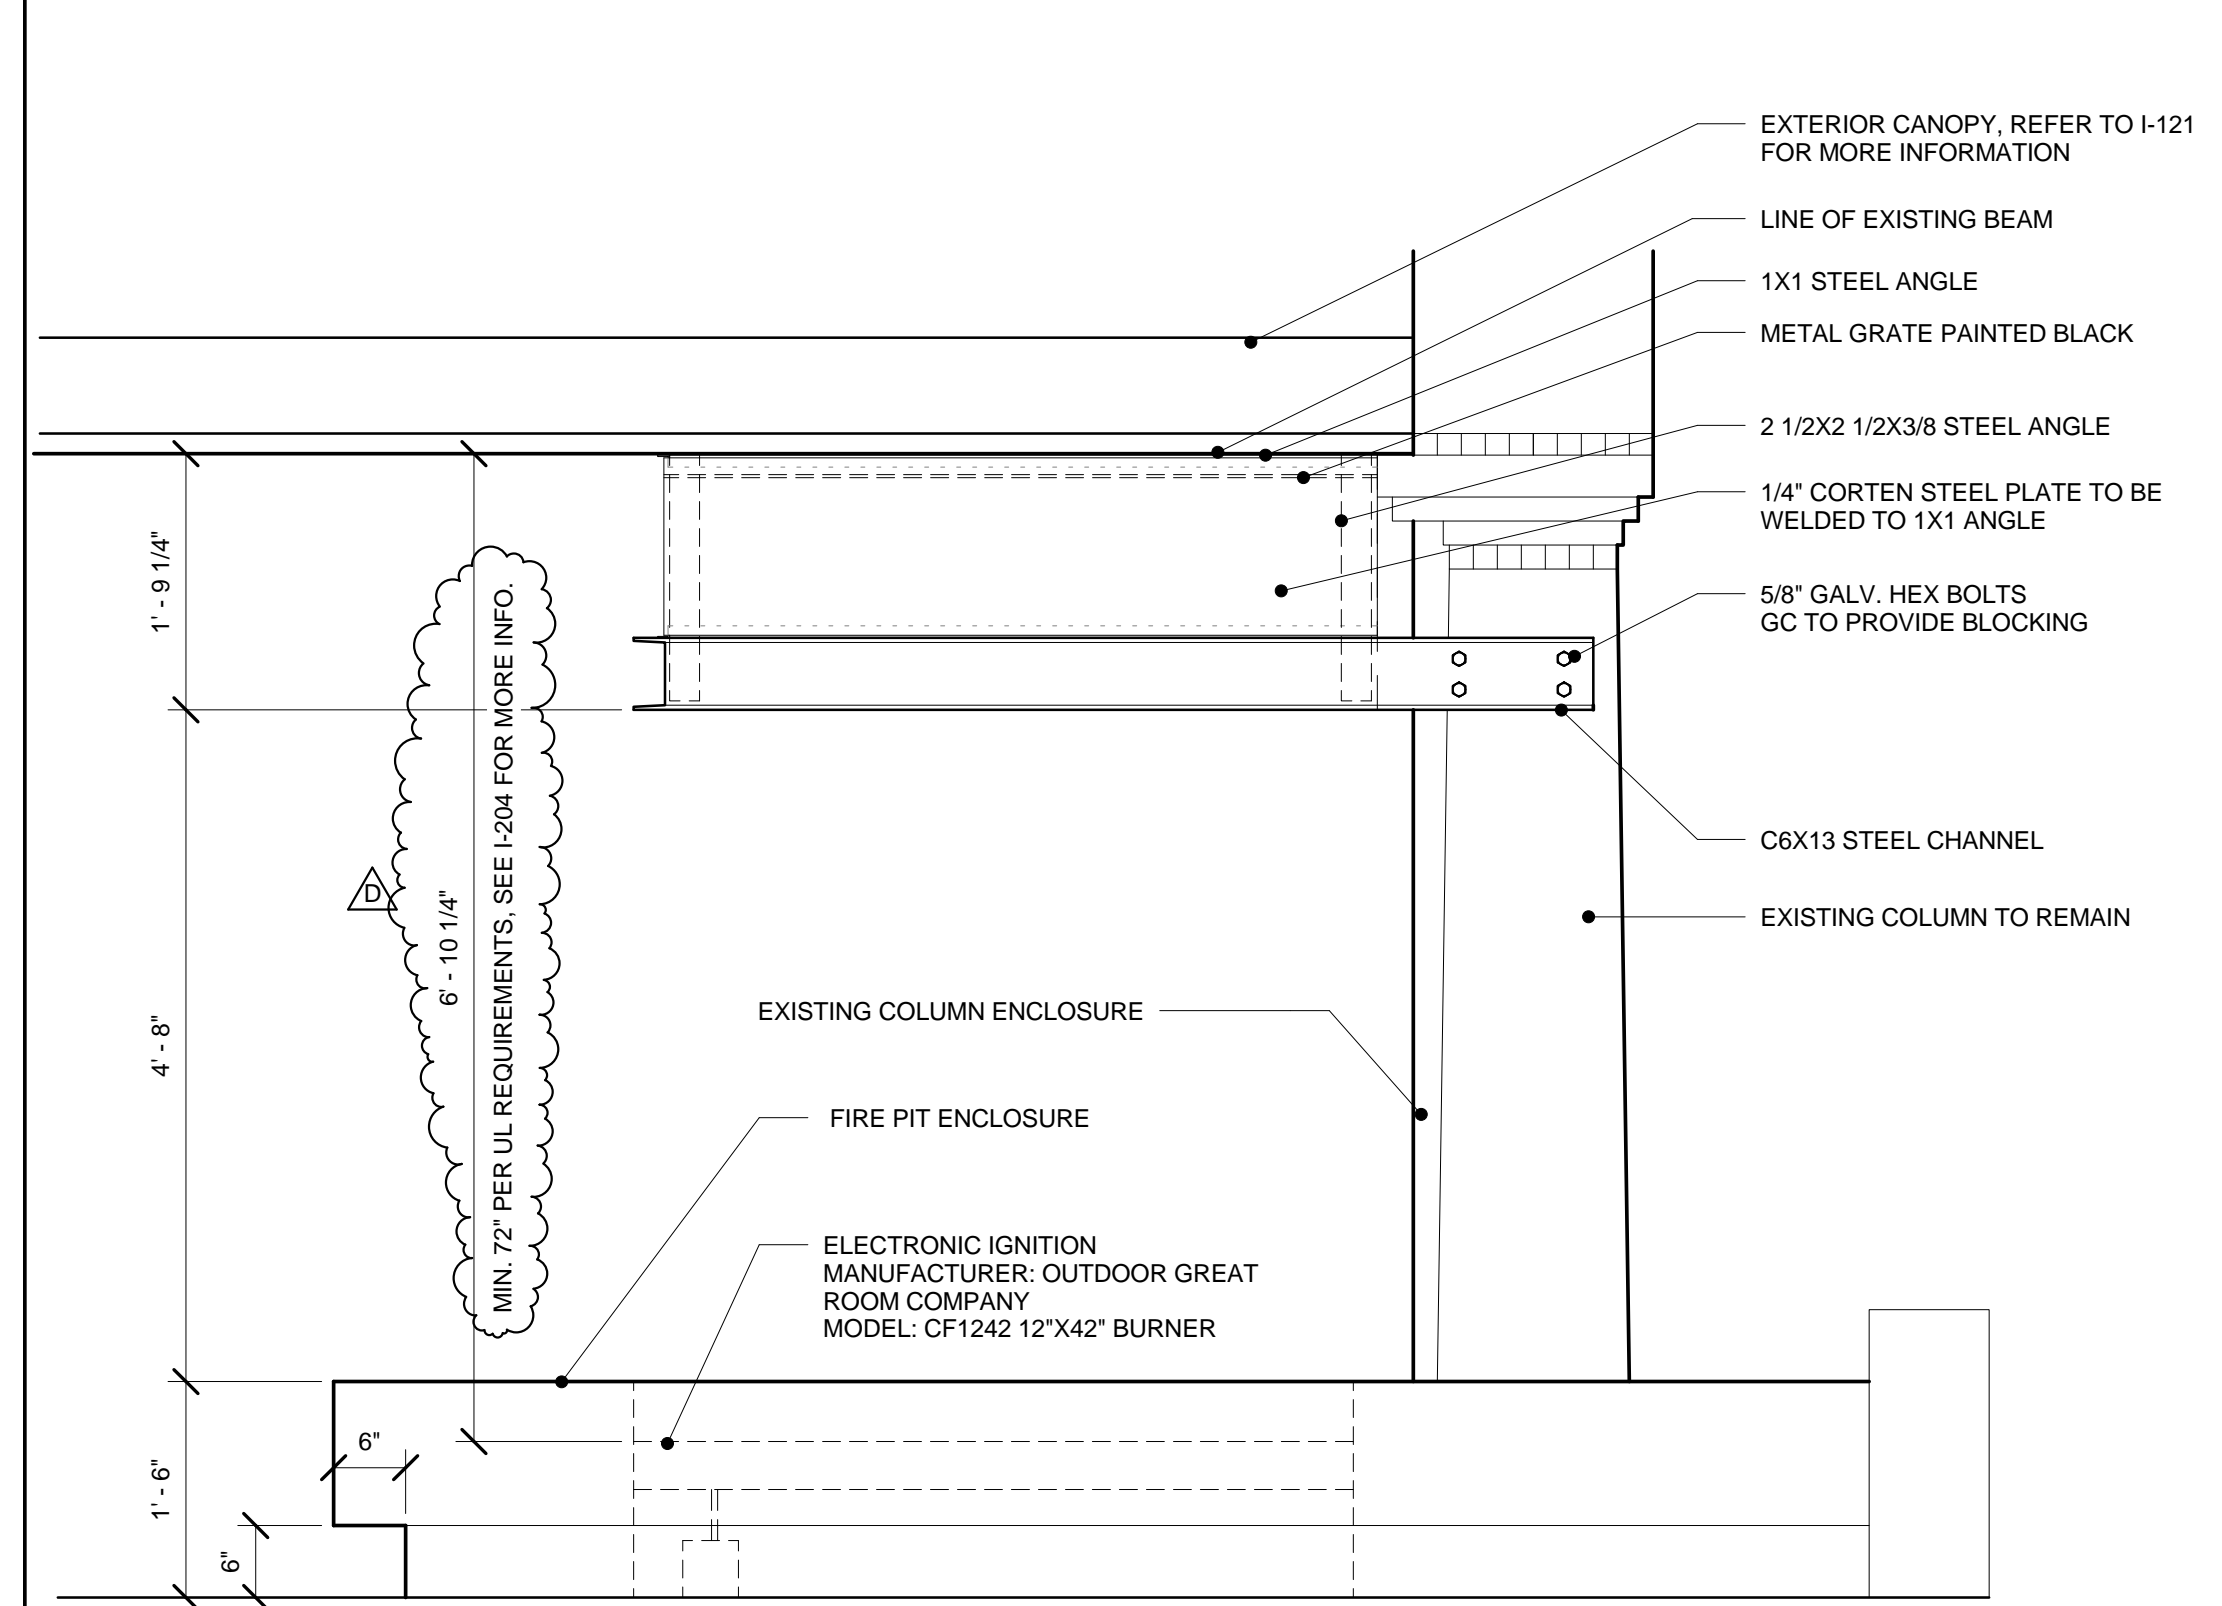 EXTERIOR CANOPY, REFER TO I-121
FOR MORE INFORMATION
LINE OF EXISTING BEAM
1X1 STEEL ANGLE
METAL GRATE PAINTED BLACK
2 1/2X2 1/2X3/8 STEEL ANGLE
1/4" CORTEN STEEL PLATE TO BE
WELDED TO 1X1 ANGLE
5/8" GALV. HEX BOLTS
GC TO PROVIDE BLOCKING
C6X13 STEEL CHANNEL
EXISTING COLUMN TO REMAIN
1' - 9 1/4"
4' - 8"
1' - 6"
D
6' - 10 1/4"
MIN. 72" PER UL REQUIREMENTS, SEE I-204 FOR MORE INFO.
EXISTING COLUMN ENCLOSURE
FIRE PIT ENCLOSURE
ELECTRONIC IGNITION
MANUFACTURER: OUTDOOR GREAT
ROOM COMPANY
MODEL: CF1242 12"X42" BURNER
6"
6"